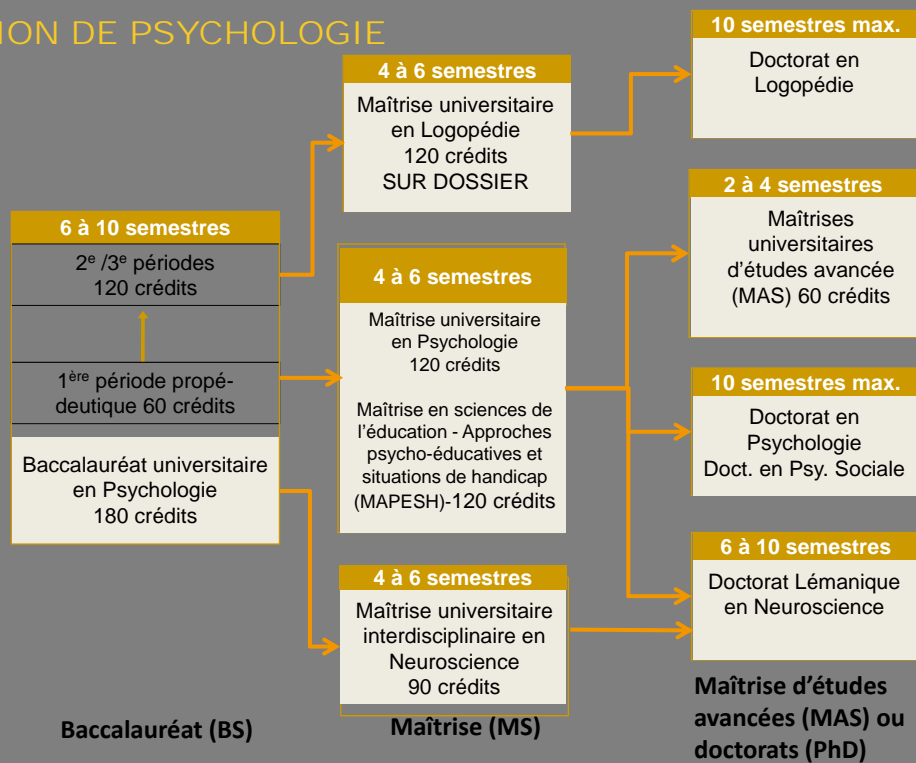 ION DE PSYCHOLOGIE
6 à 10 semestres
2e /3e périodes
120 crédits
1ère période propé-
deutique 60 crédits
Baccalauréat universitaire
en Psychologie
180 crédits
Baccalauréat (BS)
4 à 6 semestres
Maîtrise universitaire
en Logopédie
120 crédits
SUR DOSSIER
4 à 6 semestres
Maîtrise universitaire
en Psychologie
120 crédits
Maîtrise en sciences de
l'éducation - Approches
psycho-éducatives et
situations de handicap
(MAPESH)-120 crédits
4 à 6 semestres
Maîtrise universitaire
interdisciplinaire en
Neuroscience
90 crédits
Maîtrise (MS)
10 semestres max.
Doctorat en
Logopédie
2 à 4 semestres
Maîtrises
universitaires
d'études avancée
(MAS) 60 crédits
10 semestres max.
Doctorat en
Psychologie
Doct. en Psy. Sociale
6 à 10 semestres
Doctorat Lémanique
en Neuroscience
Maîtrise d'études
avancées (MAS) ou
doctorats (PhD)